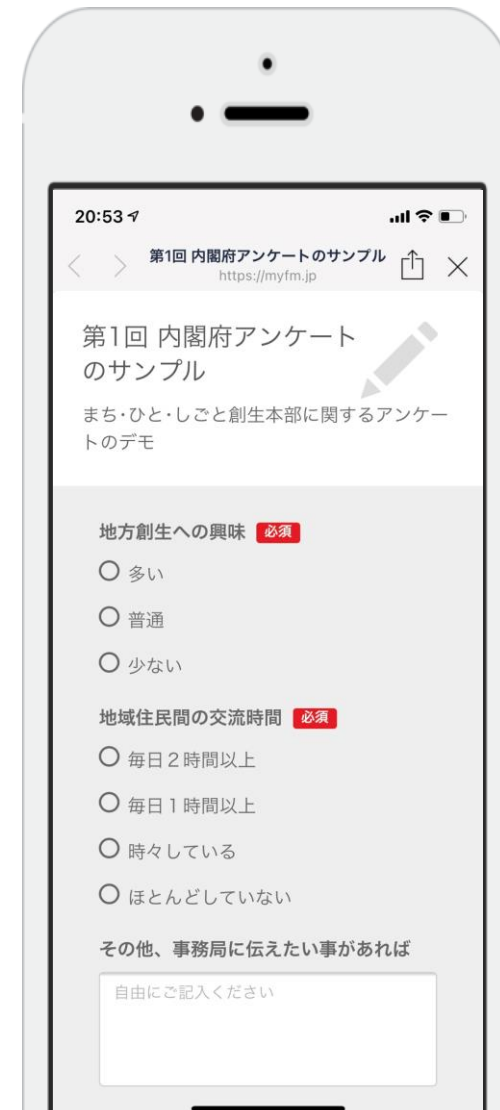 20:53
第1回 内閣府アンケートのサンプル
https://myfm.jp
第1回 内閣府アンケート
のサンプル
まち・ひと・しごと創生本部に関するアンケー
トのデモ
地方創生への興味 必須
多い
普通
少ない
地域住民間の交流時間 必須
毎日２時間以上
毎日１時間以上
時々している
ほとんどしていない
その他、事務局に伝えたい事があれば
自由にご記入ください